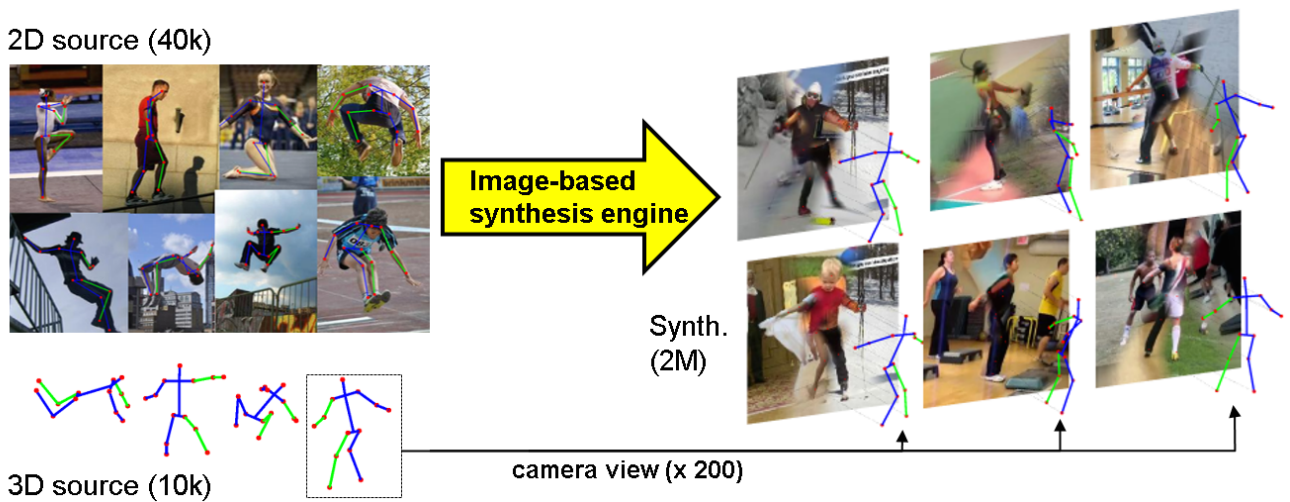 2D source (40k)
Image-based
synthesis engine
Synth.
(2M)
camera view (x 200)
3D source (10k)